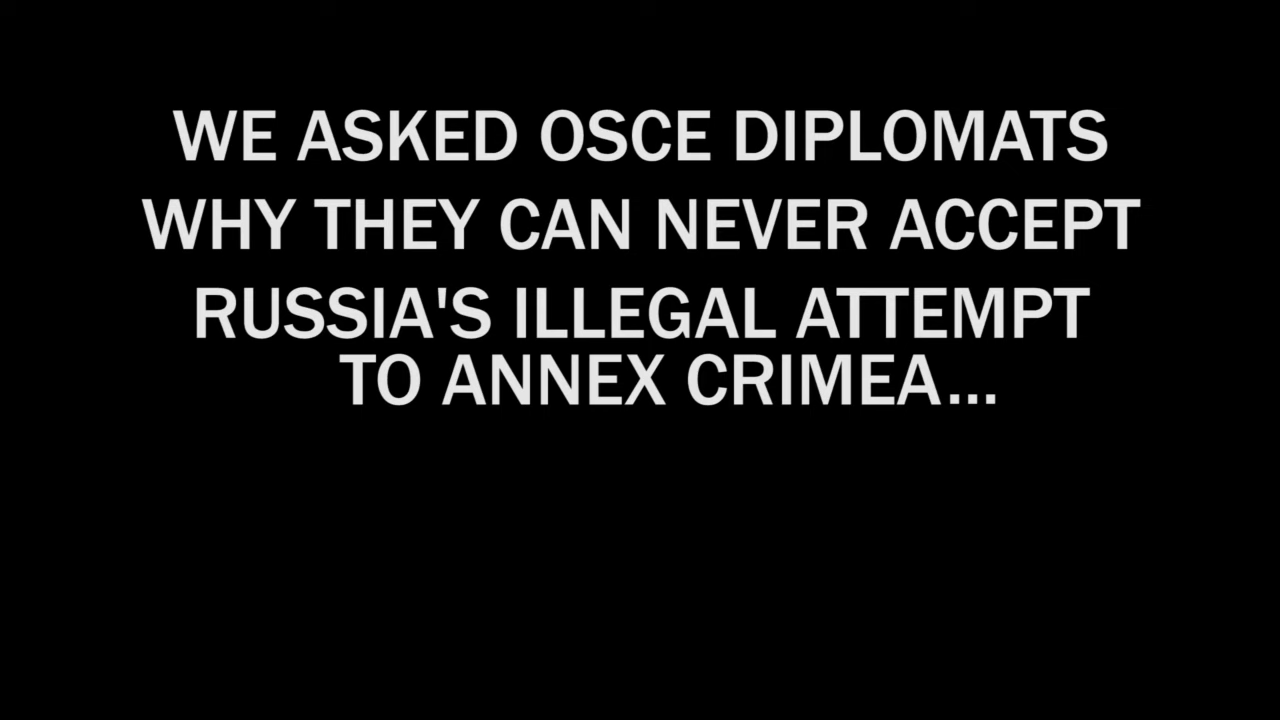 WE ASKED OSCE DIPLOMATS
WHY THEY CAN NEVER ACCEPT
RUSSIA'S ILLEGAL ATTEMPT
TO ANNEX CRIMEA...